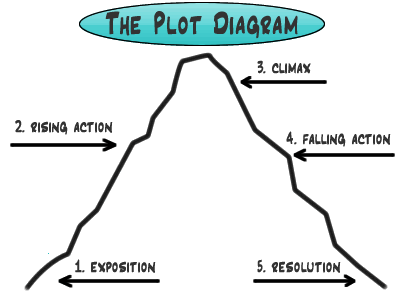 THE PLOT DIAGRAM
3. CLIMAX
2. RISING ACTION
4. FALLING ACTION
1. EXPOSITION
5. RESOLUTION